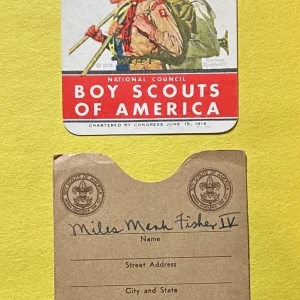 NATIONAL COUNCIL
BOY SCOUTS
OF AMERICA
CHARTERED BY CONGRESS JUNE 15, 1916
Miles Mark Fisher IV
Name
Street Address
City and State